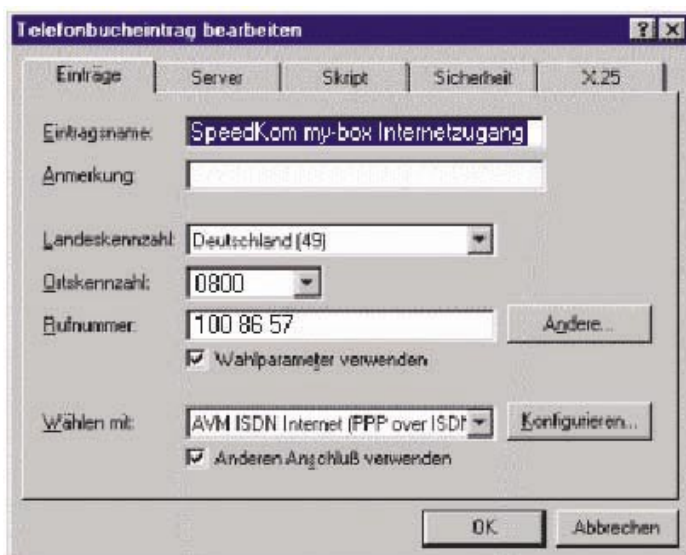 Telefonbucheintrag bearbeiten
Einträge Server Skript Sicherheit X.25
Eintragsname: SpeedKom my-box Internetzugang
Anmerkung:
Landeskennzahl: Deutschland (49)
Ortskennzahl: 0800
Rufnummer: 100 86 57 Andere...
Wahlparameter verwenden
Wählen mit: AVM ISDN Internet (PPP over ISDN Konfigurieren...
Anderen Anschluß verwenden
OK Abbrechen